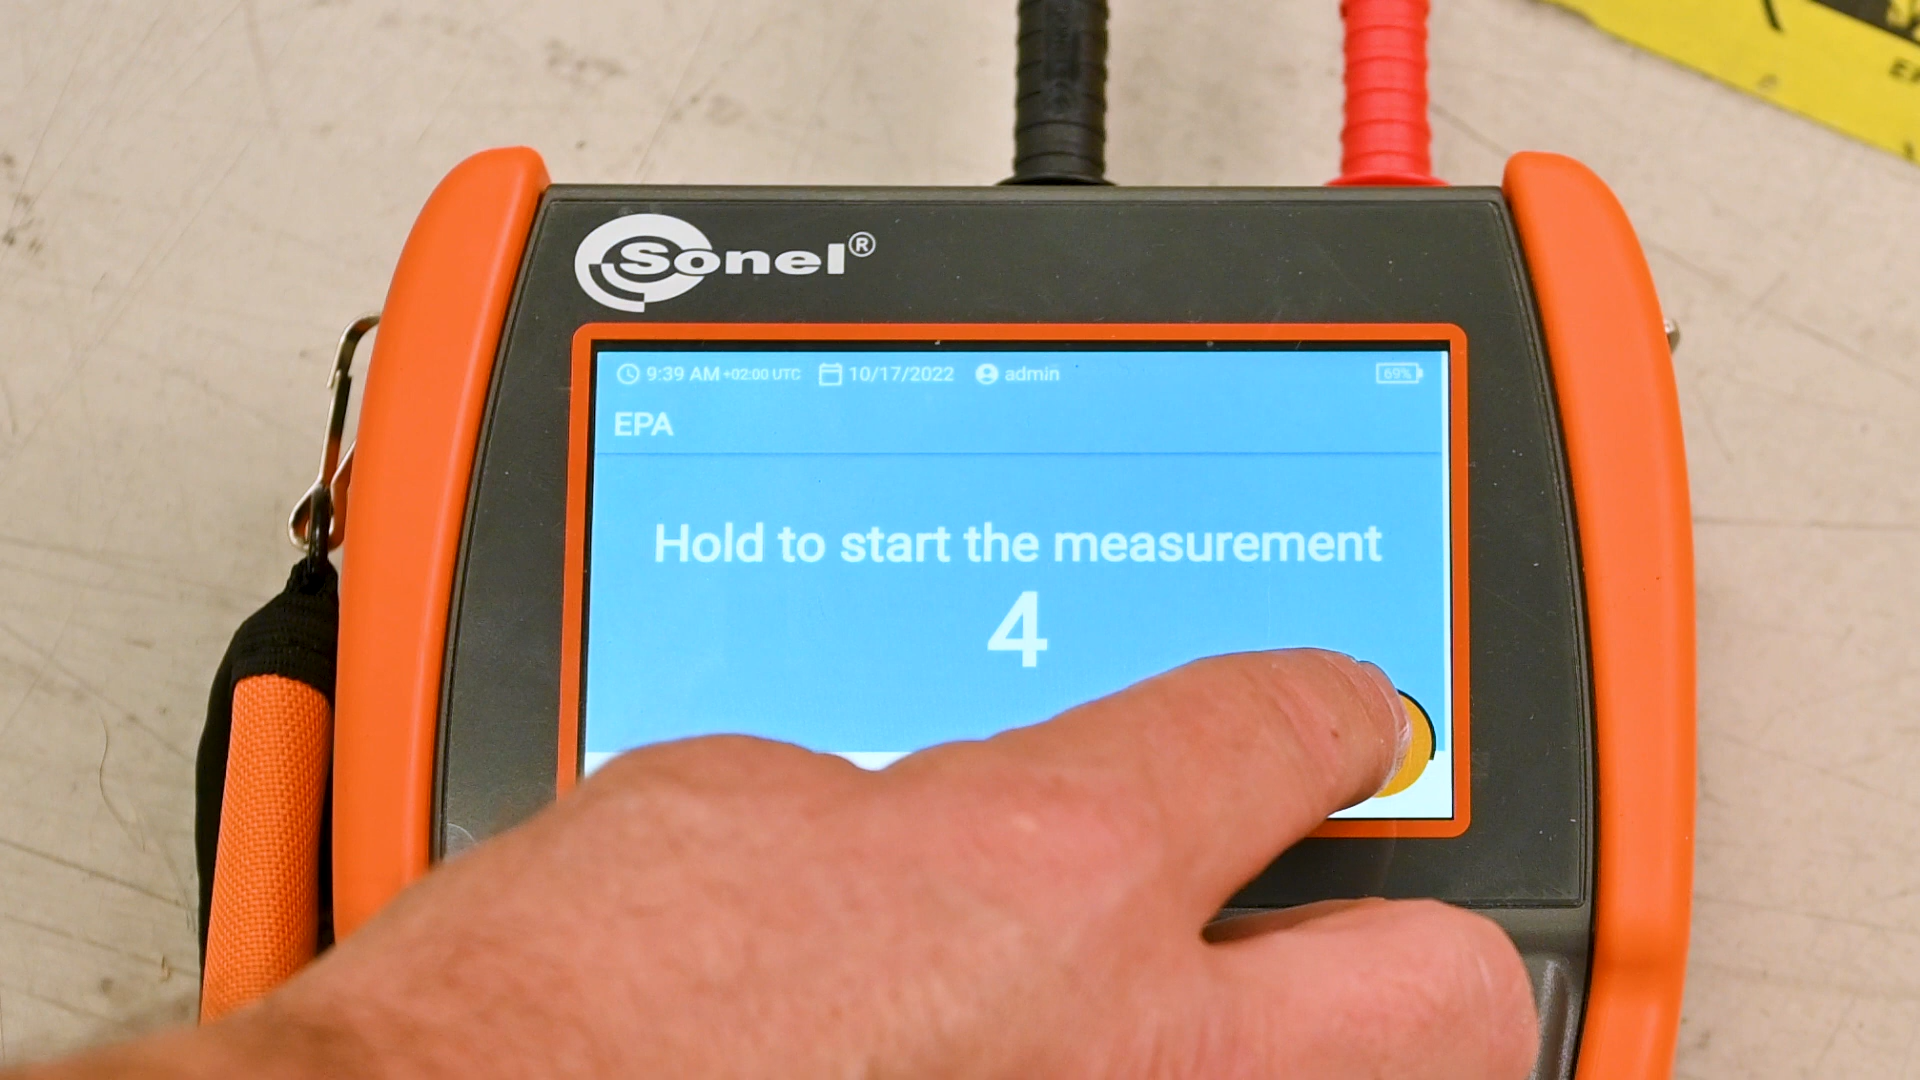 Sonel®
9:39 AM +02:00 UTC 10/17/2022 admin 69%
EPA
Hold to start the measurement
4